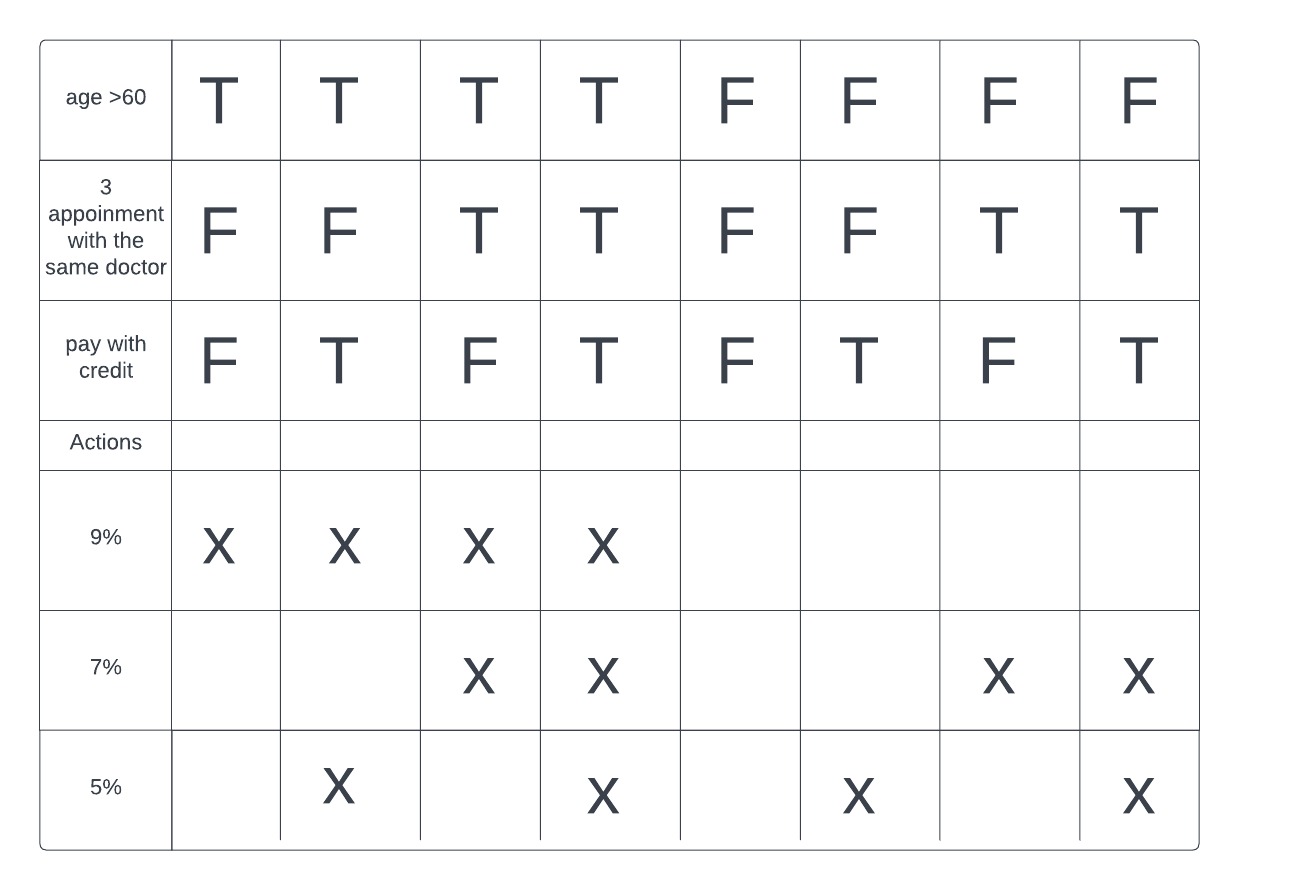 age >60 T T T T F F F F
3
appoinment
with the
same doctor F F T T F F T T
pay with
credit F T F T F T F T
Actions
9% X X X X
7% X X X X
5% X X X X